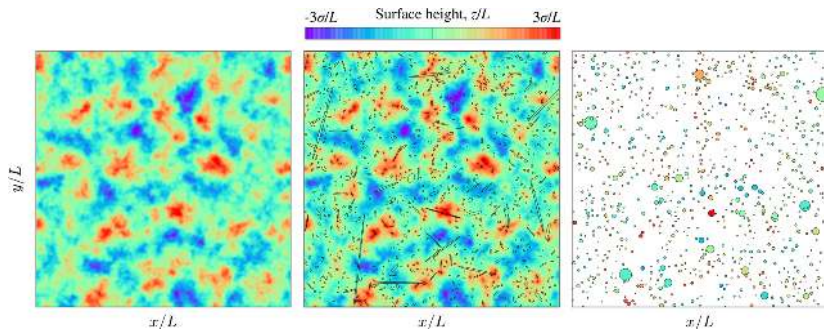 Surface height, z/L
-3σ/L 3σ/L
y/L
x/L x/L x/L